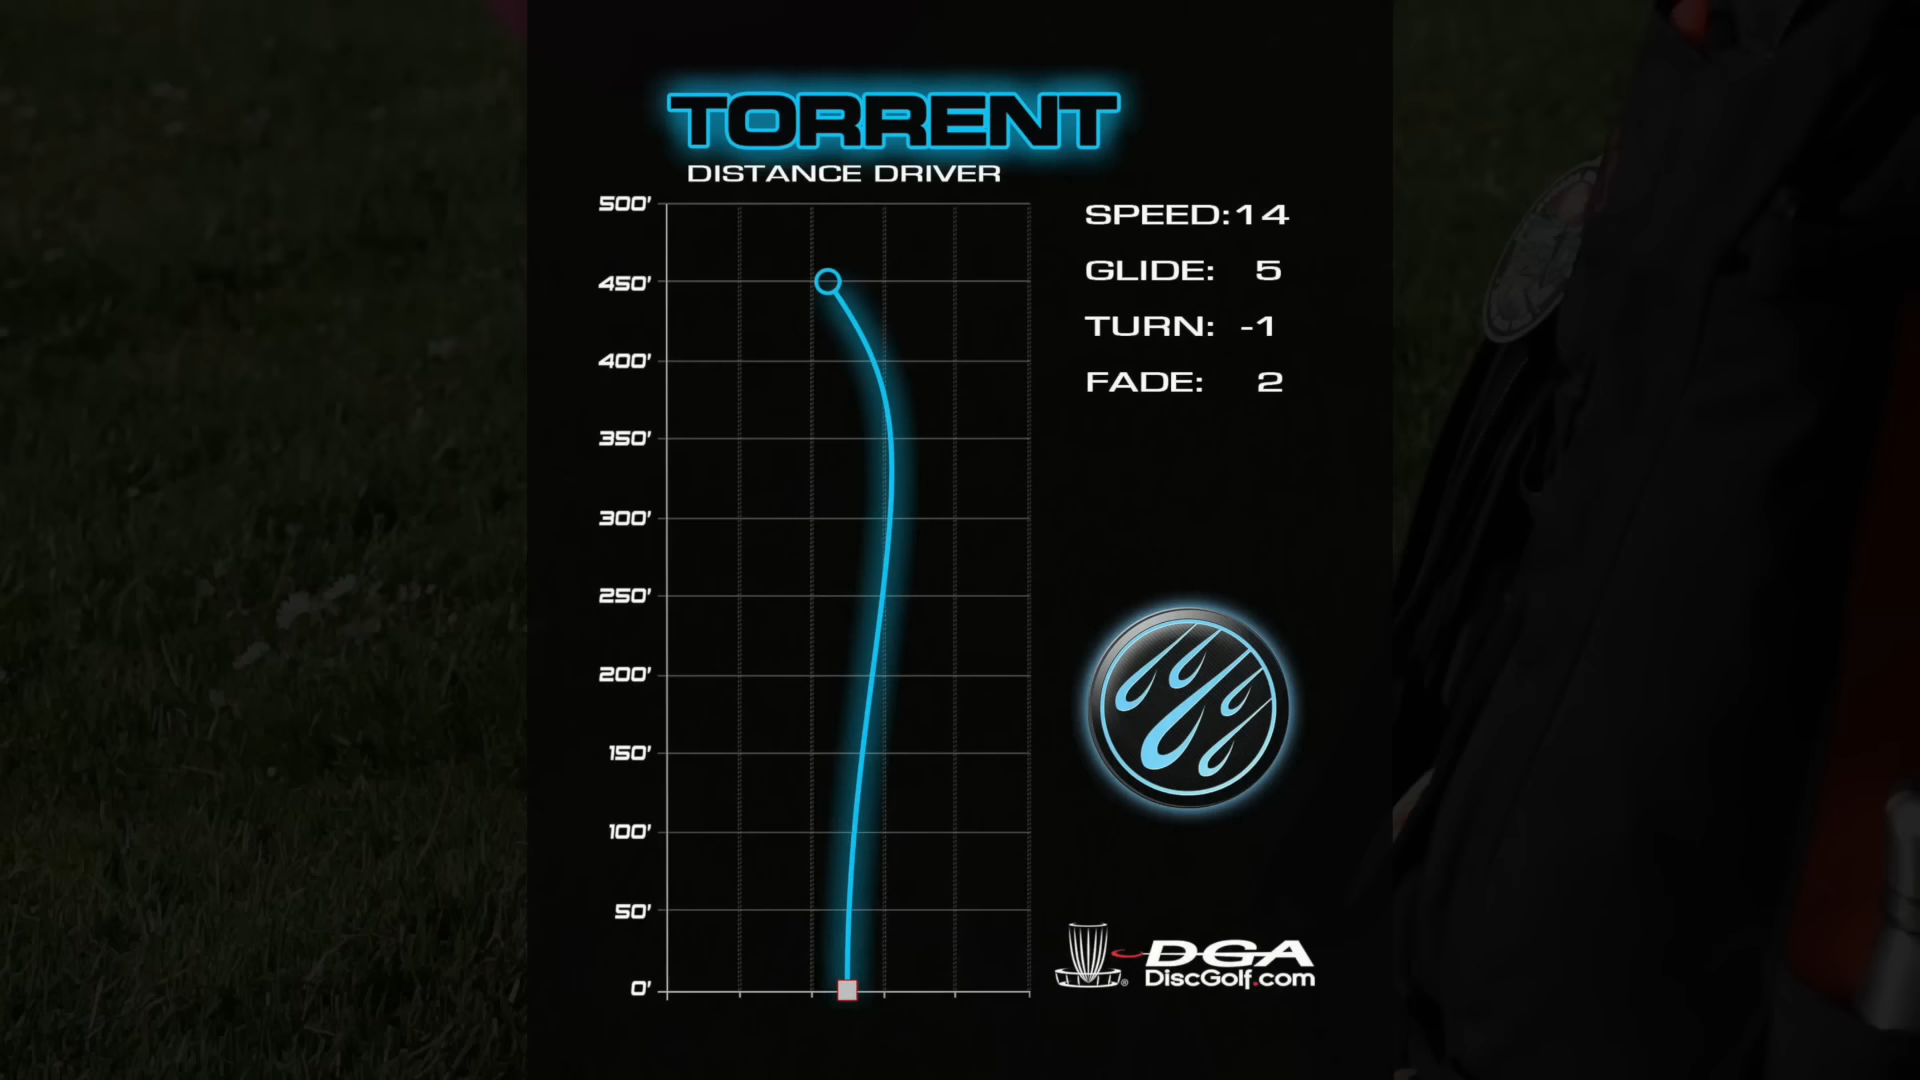 TORRENT
DISTANCE DRIVER
500'
450'
400'
350'
300'
250'
200'
150'
100'
50'
0'
SPEED:14
GLIDE: 5
TURN: -1
FADE: 2
DGA
®
DiscGolf.com